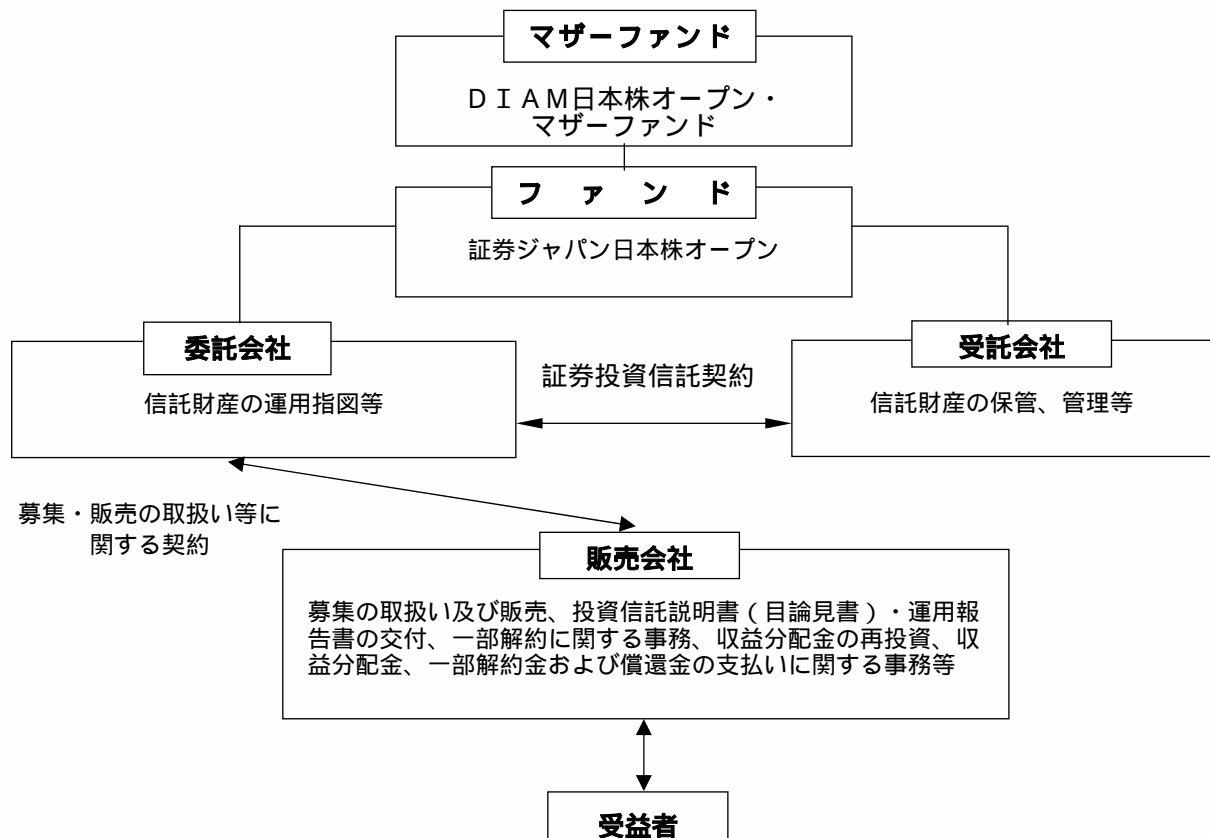 マザーファンド
ＤＩＡＭ日本株オープン・
マザーファンド
ファンド
証券ジャパン日本株オープン
委託会社
信託財産の運用指図等
証券投資信託契約
受託会社
信託財産の保管、管理等
募集・販売の取扱い等に
関する契約
販売会社
募集の取扱い及び販売、投資信託説明書（目論見書）・運用報
告書の交付、一部解約に関する事務、収益分配金の再投資、収
益分配金、一部解約金および償還金の支払いに関する事務等
受益者